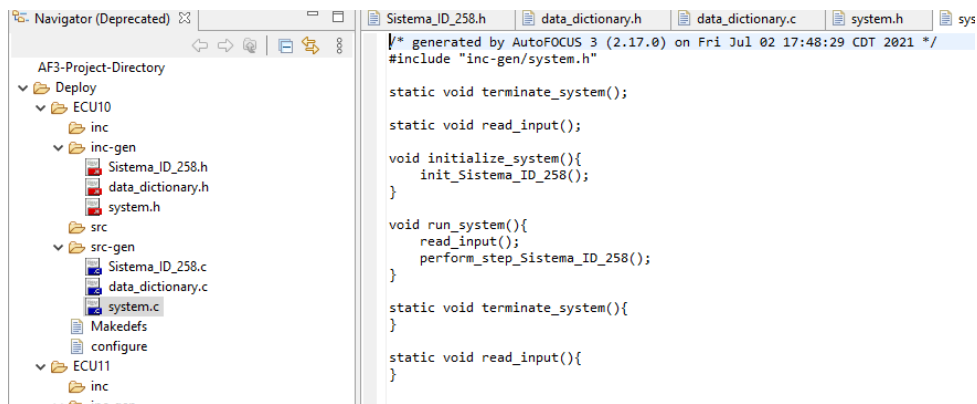 Navigator (Deprecated)
AF3-Project-Directory
Deploy
ECU10
inc
inc-gen
Sistema_ID_258.h
data_dictionary.h
system.h
src
src-gen
Sistema_ID_258.c
data_dictionary.c
system.c
Makedefs
configure
ECU11
inc
Sistema_ID_258.h data_dictionary.h data_dictionary.c system.h sys
/* generated by AutoFOCUS 3 (2.17.0) on Fri Jul 02 17:48:29 CDT 2021 */
#include "inc-gen/system.h"
static void terminate_system();
static void read_input();
void initialize_system(){
init_Sistema_ID_258();
}
void run_system(){
read_input();
perform_step_Sistema_ID_258();
}
static void terminate_system(){
}
static void read_input(){
}